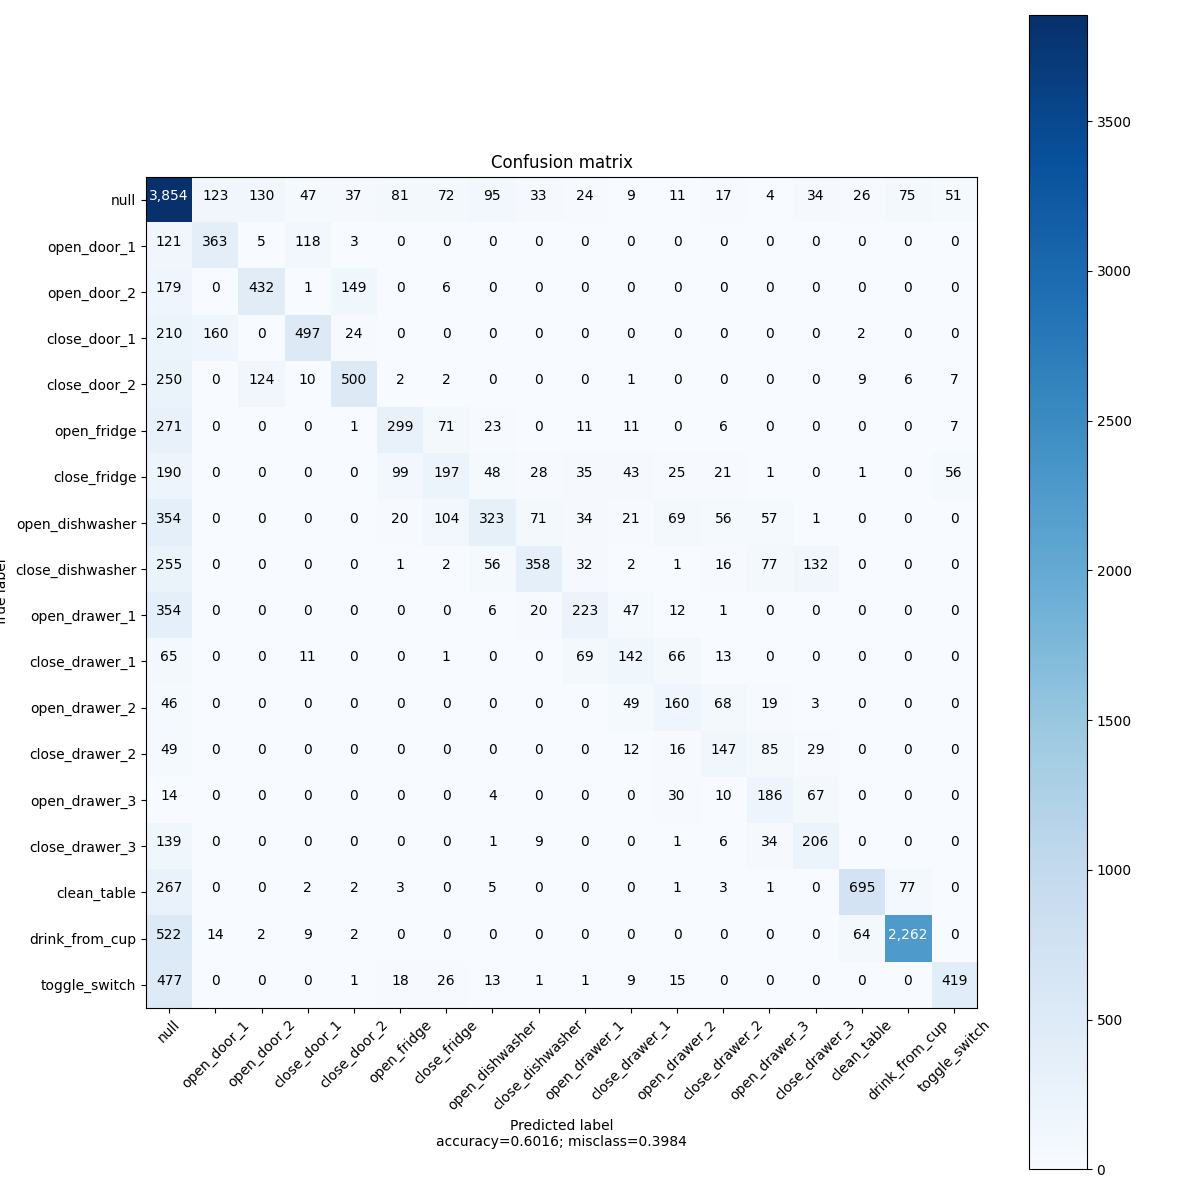 Confusion matrix
null 3,854 123 130 47 37 81 72 95 33 24 9 11 17 4 34 26 75 51
open_door_1 121 363 5 118 3 0 0 0 0 0 0 0 0 0 0 0 0 0
open_door_2 179 0 432 1 149 0 6 0 0 0 0 0 0 0 0 0 0 0
close_door_1 210 160 0 497 24 0 0 0 0 0 0 0 0 0 0 2 0 0
close_door_2 250 0 124 10 500 2 2 0 0 0 1 0 0 0 0 9 6 7
open_fridge 271 0 0 0 1 299 71 23 0 11 11 0 6 0 0 0 0 7
close_fridge 190 0 0 0 0 99 197 48 28 35 43 25 21 1 0 1 0 56
open_dishwasher 354 0 0 0 0 20 104 323 71 34 21 69 56 57 1 0 0 0
close_dishwasher 255 0 0 0 0 1 2 56 358 32 2 1 16 77 132 0 0 0
open_drawer_1 354 0 0 0 0 0 0 6 20 223 47 12 1 0 0 0 0 0
close_drawer_1 65 0 0 11 0 0 1 0 0 69 142 66 13 0 0 0 0 0
open_drawer_2 46 0 0 0 0 0 0 0 0 0 49 160 68 19 3 0 0 0
close_drawer_2 49 0 0 0 0 0 0 0 0 0 12 16 147 85 29 0 0 0
open_drawer_3 14 0 0 0 0 0 0 4 0 0 0 30 10 186 67 0 0 0
close_drawer_3 139 0 0 0 0 0 0 1 9 0 0 1 6 34 206 0 0 0
clean_table 267 0 0 2 2 3 0 5 0 0 0 1 3 1 0 695 77 0
drink_from_cup 522 14 2 9 2 0 0 0 0 0 0 0 0 0 0 64 2,262 0
toggle_switch 477 0 0 0 1 18 26 13 1 1 9 15 0 0 0 0 0 419
null open_door_1 open_door_2 close_door_1 close_door_2 open_fridge close_fridge open_dishwasher close_dishwasher open_drawer_1 close_drawer_1 open_drawer_2 close_drawer_2 open_drawer_3 close_drawer_3 clean_table drink_from_cup toggle_switch
Predicted label
accuracy=0.6016; misclass=0.3984
3500
3000
2500
2000
1500
1000
500
0